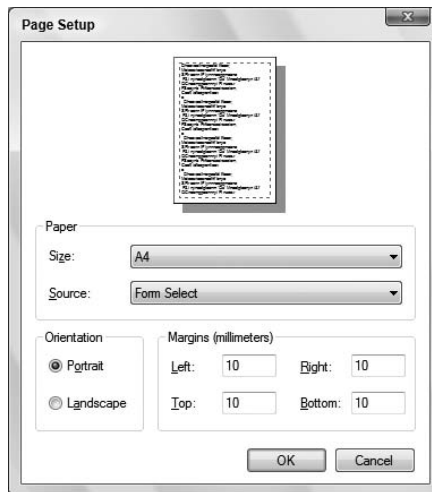 Page Setup
Paper
Size:
A4
Source:
Form Select
Orientation
Portrait
Landscape
Margins (millimeters)
Left: 10 Right: 10
Top: 10 Bottom: 10
OK Cancel